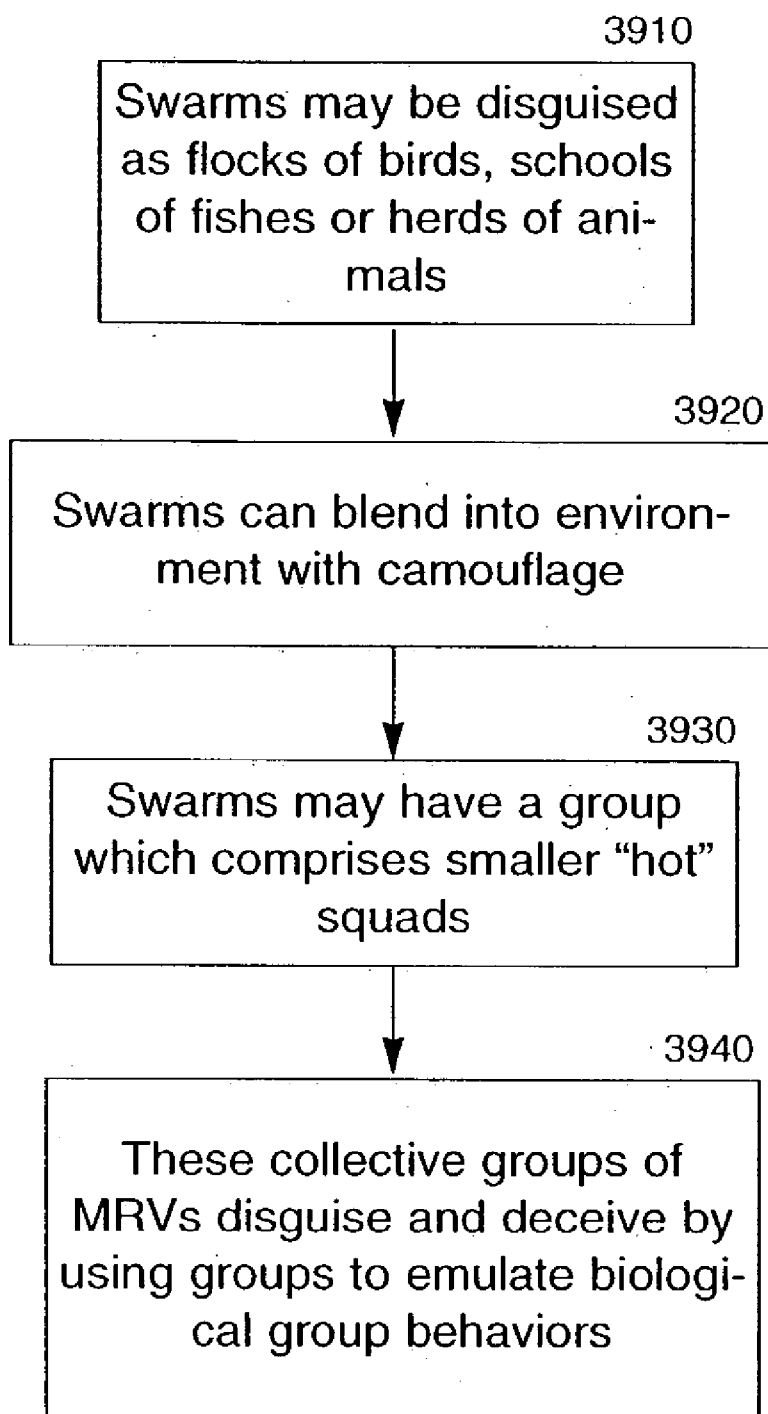 3910
Swarms may be disguised
as flocks of birds, schools
of fishes or herds of ani-
mals
3920
Swarms can blend into environ-
ment with camouflage
3930
Swarms may have a group
which comprises smaller “hot”
squads
3940
These collective groups of
MRVs disguise and deceive by
using groups to emulate biologi-
cal group behaviors